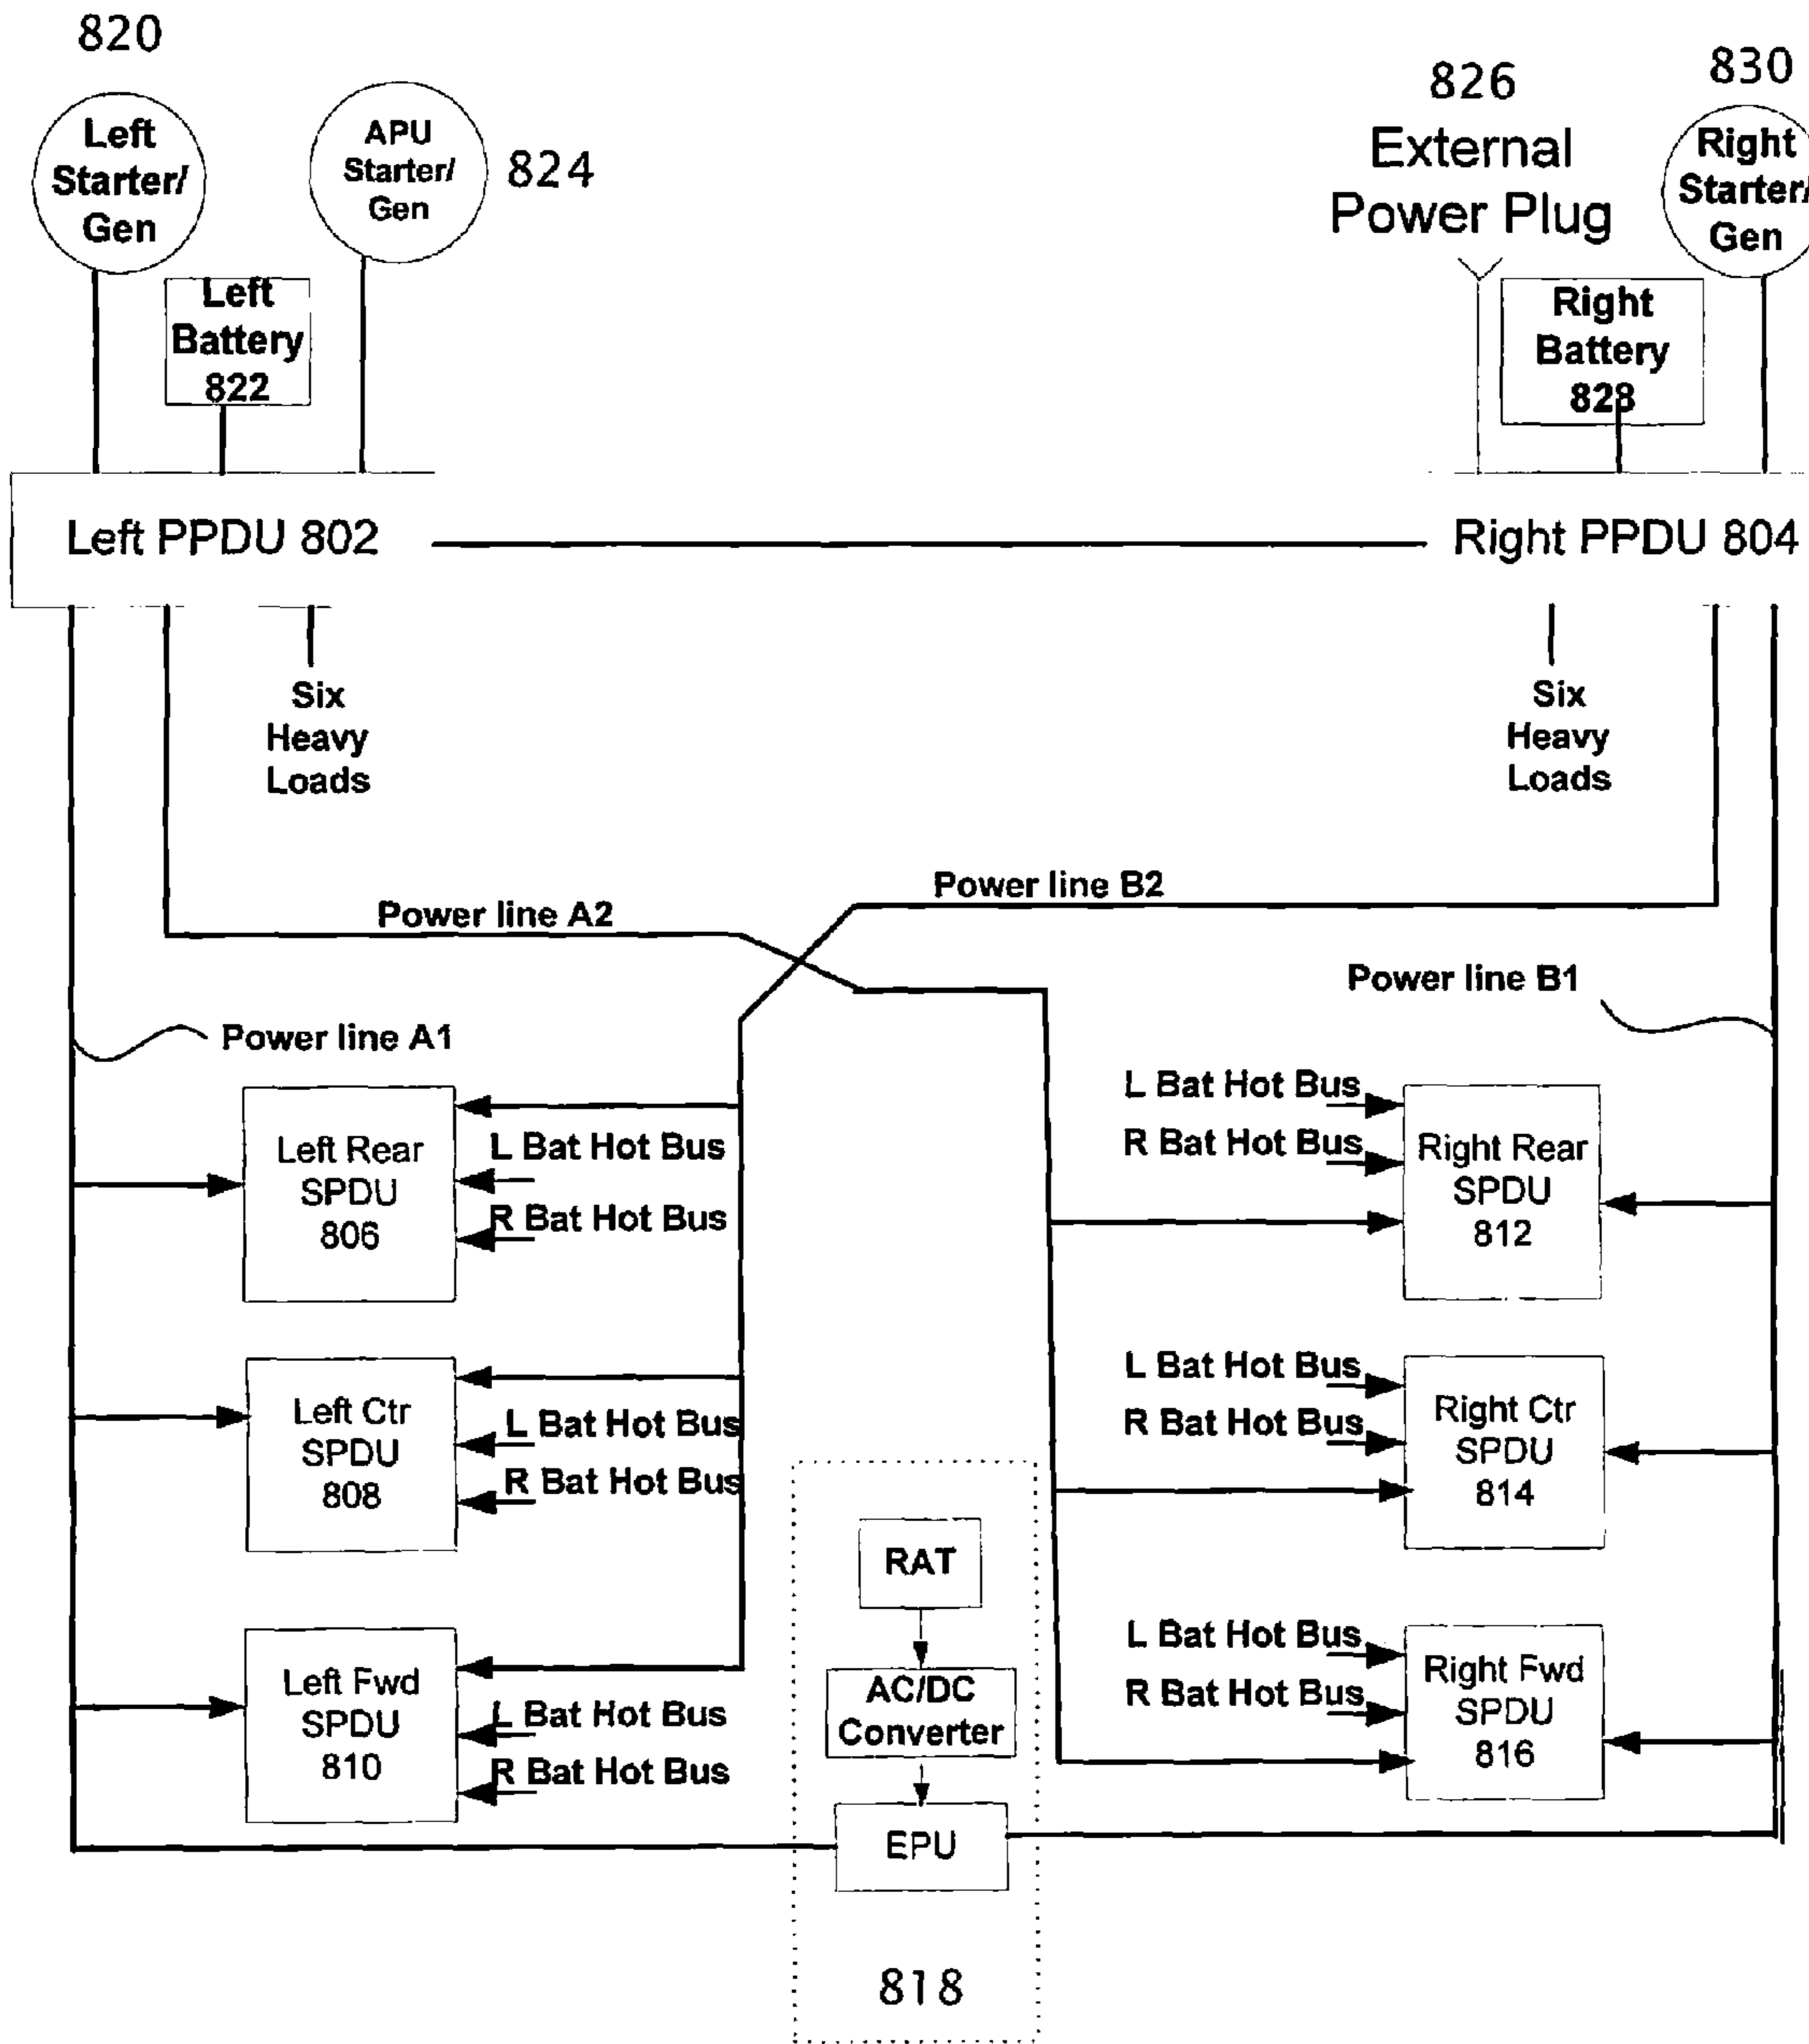 820
Left
Starter/
Gen
APU
Starter/
Gen
824
826
External
Power Plug
830
Right
Starter/
Gen
Left
Battery
822
Right
Battery
828
Left PPDU 802
Right PPDU 804
Six
Heavy
Loads
Six
Heavy
Loads
Power line B2
Power line A2
Power line B1
Power line A1
Left Rear
SPDU
806
L Bat Hot Bus
R Bat Hot Bus
L Bat Hot Bus
R Bat Hot Bus
Right Rear
SPDU
812
Left Ctr
SPDU
808
L Bat Hot Bus
R Bat Hot Bus
L Bat Hot Bus
R Bat Hot Bus
Right Ctr
SPDU
814
RAT
AC/DC
Converter
EPU
818
Left Fwd
SPDU
810
L Bat Hot Bus
R Bat Hot Bus
L Bat Hot Bus
R Bat Hot Bus
Right Fwd
SPDU
816